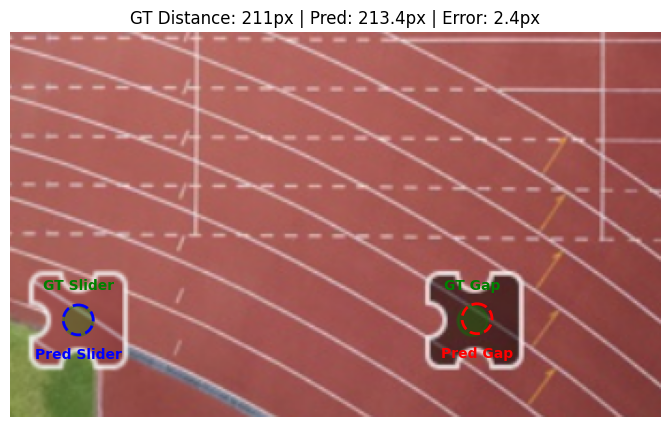 GT Distance: 211px | Pred: 213.4px | Error: 2.4px
GT Slider
GT Gap
Pred Slider
Pred Gap